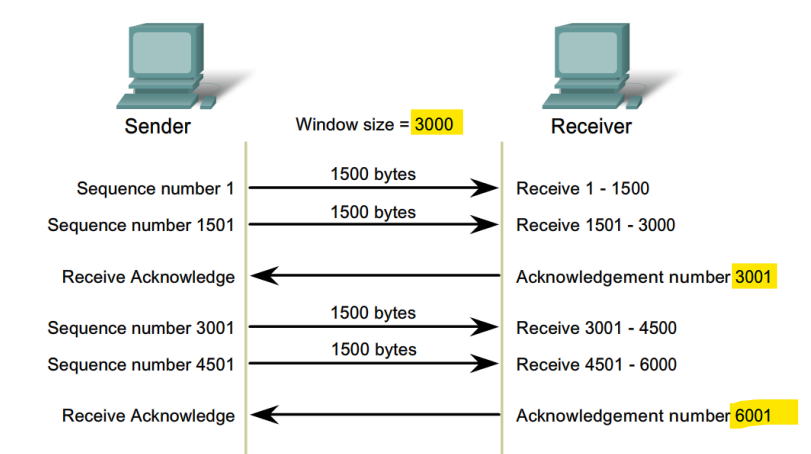 Sender Window size = 3000 Receiver
1500 bytes
Sequence number 1 Receive 1 - 1500
1500 bytes
Sequence number 1501 Receive 1501 - 3000
Receive Acknowledge Acknowledgement number 3001
1500 bytes
Sequence number 3001 Receive 3001 - 4500
1500 bytes
Sequence number 4501 Receive 4501 - 6000
Receive Acknowledge Acknowledgement number 6001